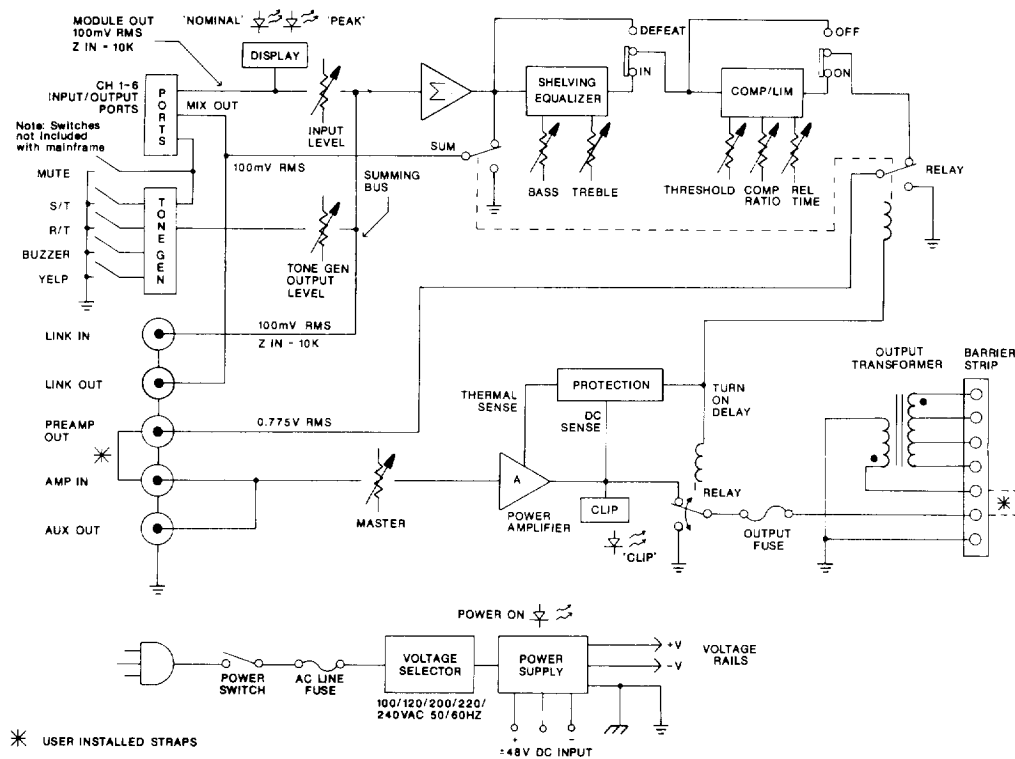 MODULE OUT
100mV RMS
Z IN - 10K
'NOMINAL'
'PEAK'
DISPLAY
CH 1-6
INPUT/OUTPUT
PORTS
PORTS
MIX OUT
Note: Switches
not included
with mainframe
INPUT
LEVEL
100mV RMS
SUMMING
BUS
MUTE
S/T
R/T
BUZZER
YELP
TONE GEN
TONE GEN
OUTPUT
LEVEL
Σ
SUM
DEFEAT
IN
SHELVING
EQUALIZER
BASS
TREBLE
OFF
ON
COMP/LIM
THRESHOLD
COMP
RATIO
REL
TIME
RELAY
LINK IN
100mV RMS
Z IN - 10K
LINK OUT
PREAMP
OUT
0.775V RMS
AMP IN
AUX OUT
MASTER
THERMAL
SENSE
PROTECTION
DC
SENSE
TURN
ON
DELAY
A
POWER
AMPLIFIER
CLIP
'CLIP'
RELAY
OUTPUT
FUSE
OUTPUT
TRANSFORMER
BARRIER
STRIP
POWER ON
POWER
SWITCH
AC LINE
FUSE
VOLTAGE
SELECTOR
100/120/200/220/
240VAC 50/60HZ
POWER
SUPPLY
+V
-V
VOLTAGE
RAILS
+ -
±48V DC INPUT
USER INSTALLED STRAPS